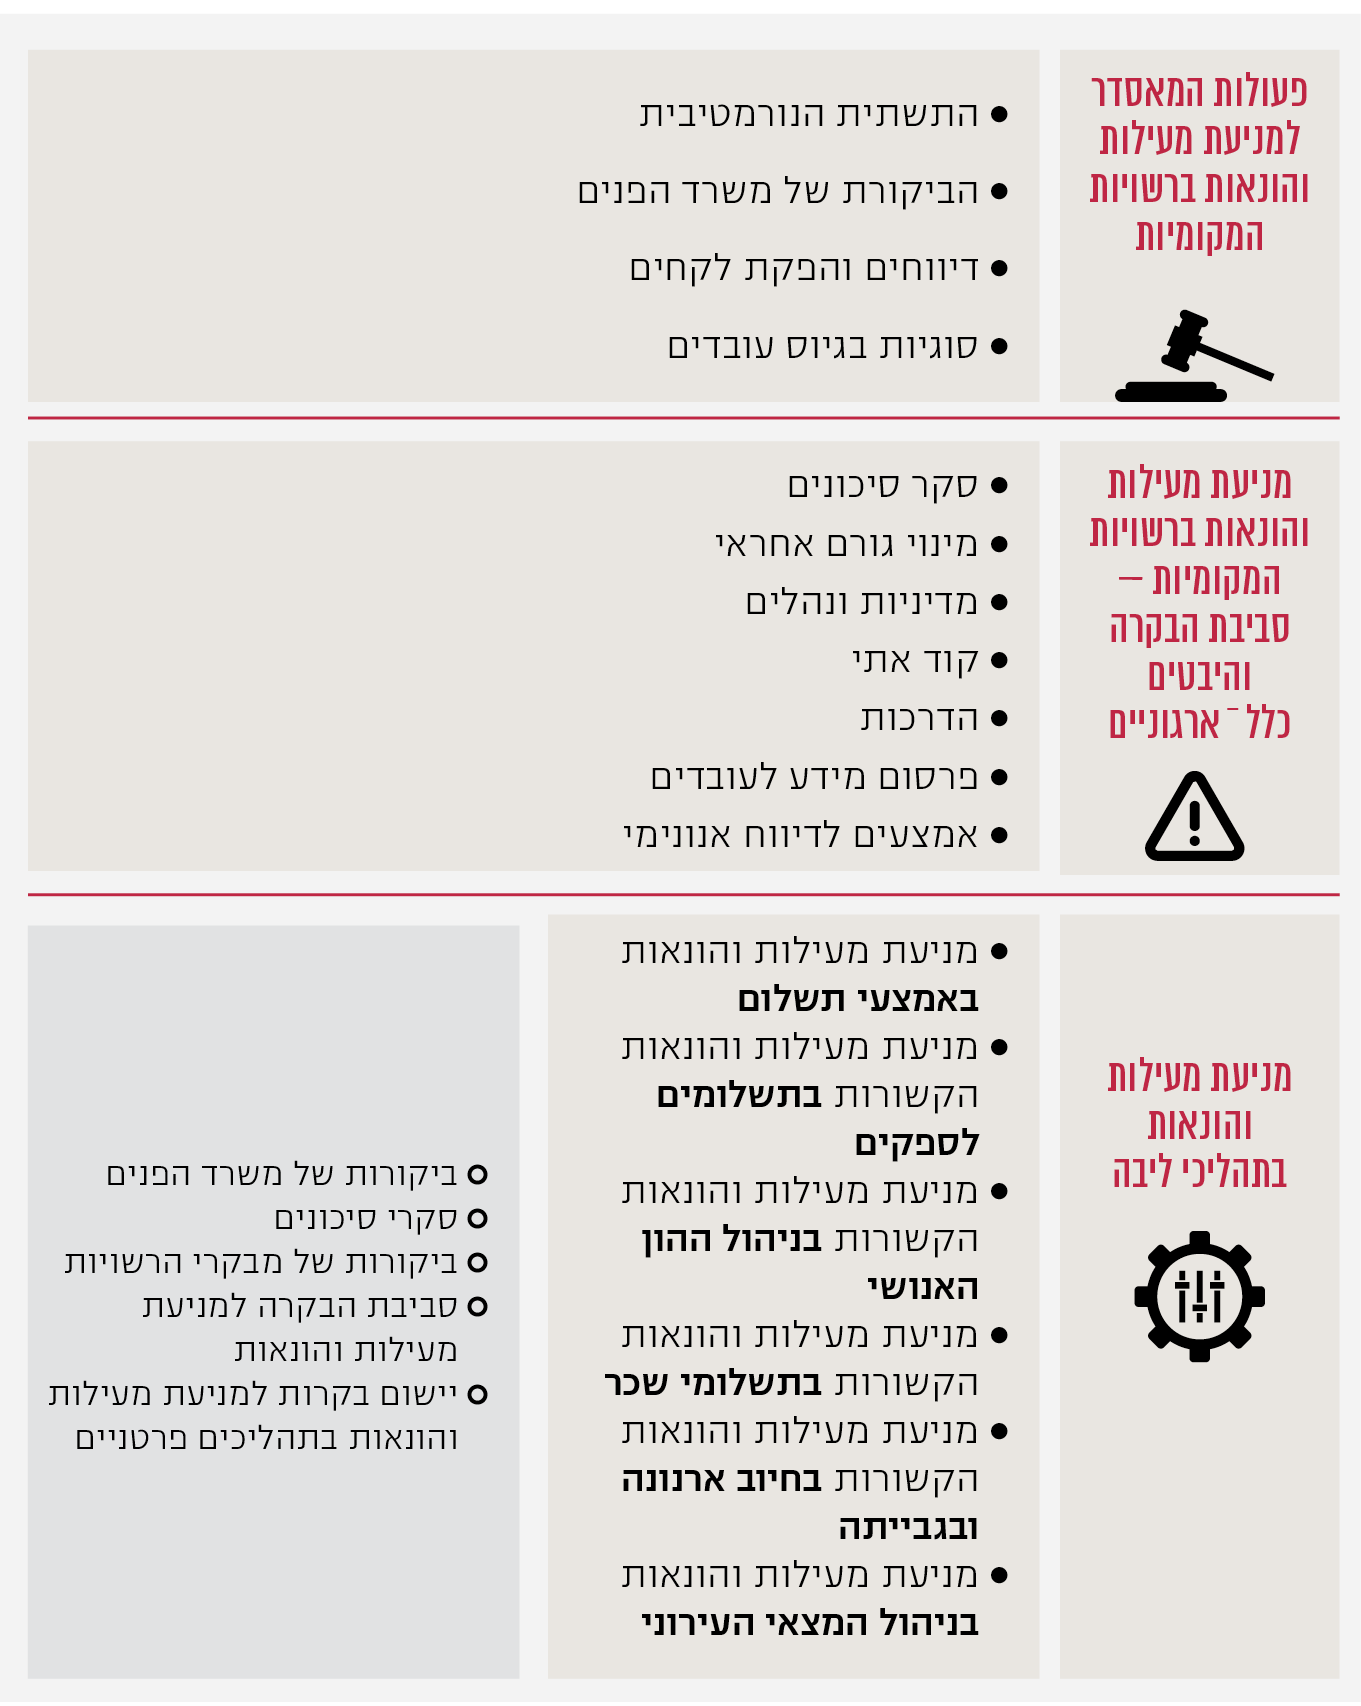 פעולות המאסדר
למניעת מעילות
והונאות ברשויות
המקומיות
• התשתית הנורמטיבית
• הביקורת של משרד הפנים
• דיווחים והפקת לקחים
• סוגיות בגיוס עובדים
מניעת מעילות
והונאות ברשויות
המקומיות –
סביבת הבקרה
והיבטים
כלל־ארגוניים
• סקר סיכונים
• מינוי גורם אחראי
• מדיניות ונהלים
• קוד אתי
• הדרכות
• פרסום מידע לעובדים
• אמצעים לדיווח אנונימי
מניעת מעילות
והונאות
בתהליכי ליבה
• מניעת מעילות והונאות
באמצעי תשלום
• מניעת מעילות והונאות
הקשורות בתשלומים
לספקים
• מניעת מעילות והונאות
הקשורות בניהול ההון
האנושי
• מניעת מעילות והונאות
הקשורות בתשלומי שכר
• מניעת מעילות והונאות
הקשורות בחיוב ארנונה
ובגבייתה
• מניעת מעילות והונאות
בניהול המצאי העירוני
ביקורות של משרד הפנים
סקרי סיכונים
ביקורות של מבקרי הרשויות
סביבת הבקרה למניעת
מעילות והונאות
יישום בקרות למניעת מעילות
והונאות בתהליכים פרטניים